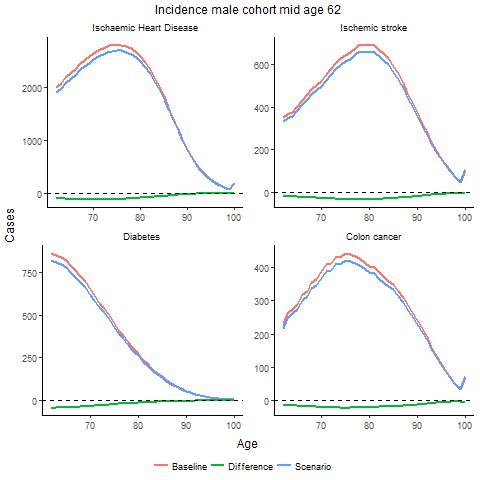 Incidence male cohort mid age 62
Ischaemic Heart Disease
Ischemic stroke
2000
1000
0
70 80 90 100
600
400
200
0
70 80 90 100
Cases
Diabetes
Colon cancer
750
500
250
0
70 80 90 100
400
300
200
100
0
70 80 90 100
Age
Baseline Difference Scenario